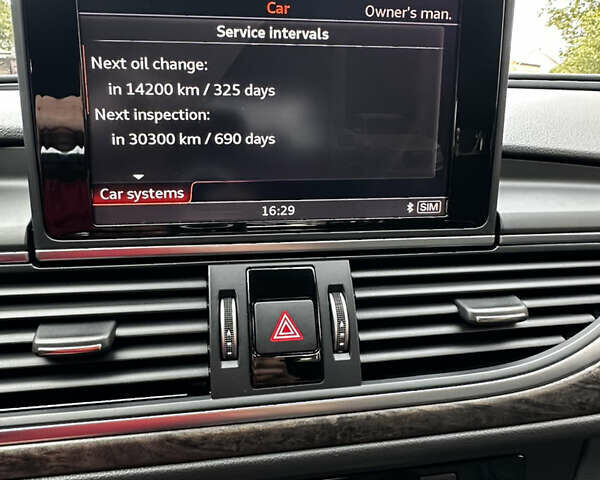 Car
Owner's man.
Service intervals
Next oil change:
in 14200 km / 325 days
Next inspection:
in 30300 km / 690 days
Car systems
16:29
SIM